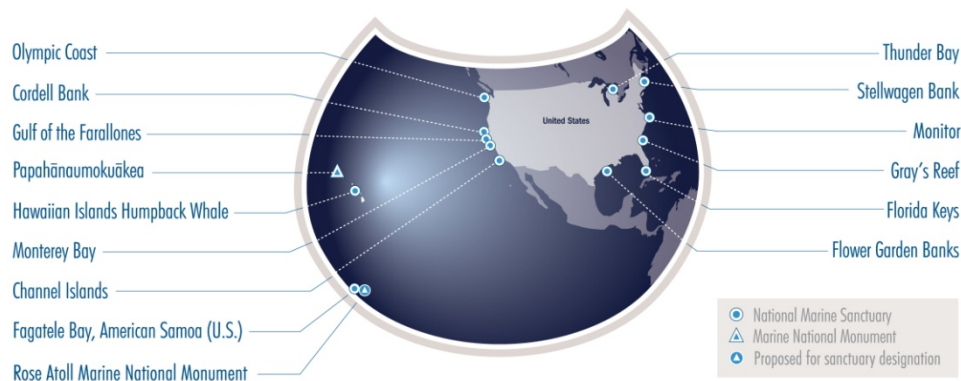 Olympic Coast
Cordell Bank
Gulf of the Farallones
Papahānaumokuākea
Hawaiian Islands Humpback Whale
Monterey Bay
Channel Islands
Fagatele Bay, American Samoa (U.S.)
Rose Atoll Marine National Monument
United States
Thunder Bay
Stellwagen Bank
Monitor
Gray's Reef
Florida Keys
Flower Garden Banks
National Marine Sanctuary
Marine National Monument
Proposed for sanctuary designation